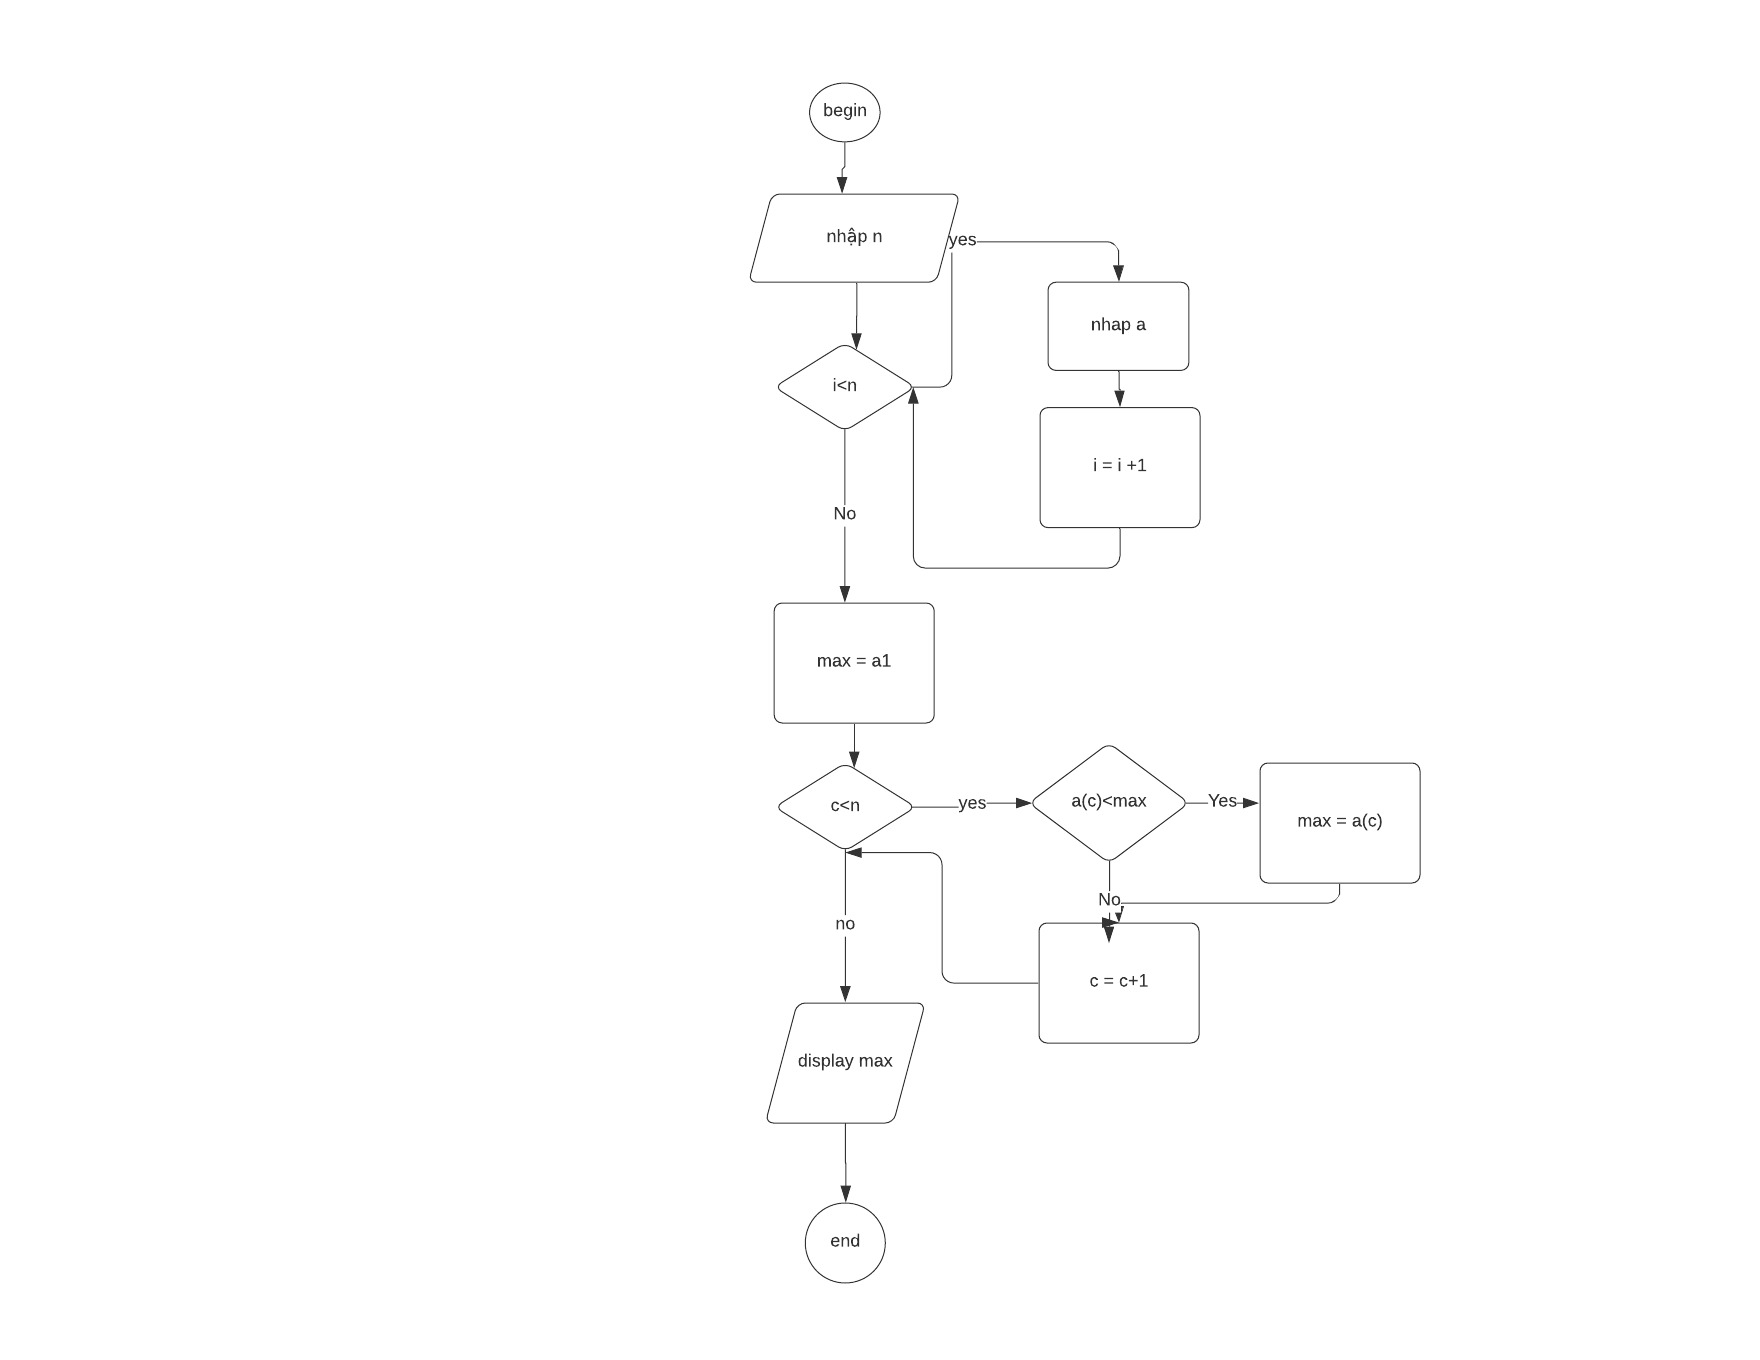 begin
nhập n
yes
nhap a
i<n
i = i +1
No
max = a1
c<n
yes
a(c)<max
Yes
max = a(c)
No
no
c = c+1
display max
end